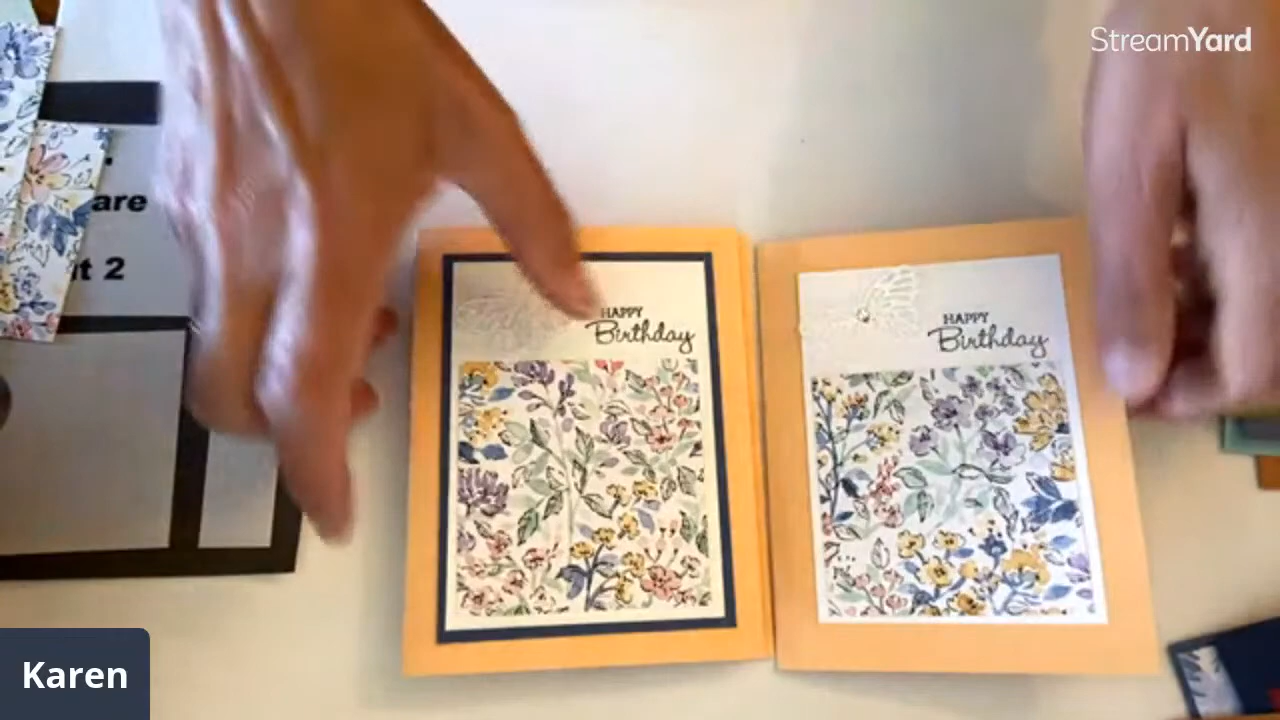 StreamYard
are
t 2
HAPPY
Birthday
HAPPY
Birthday
Karen